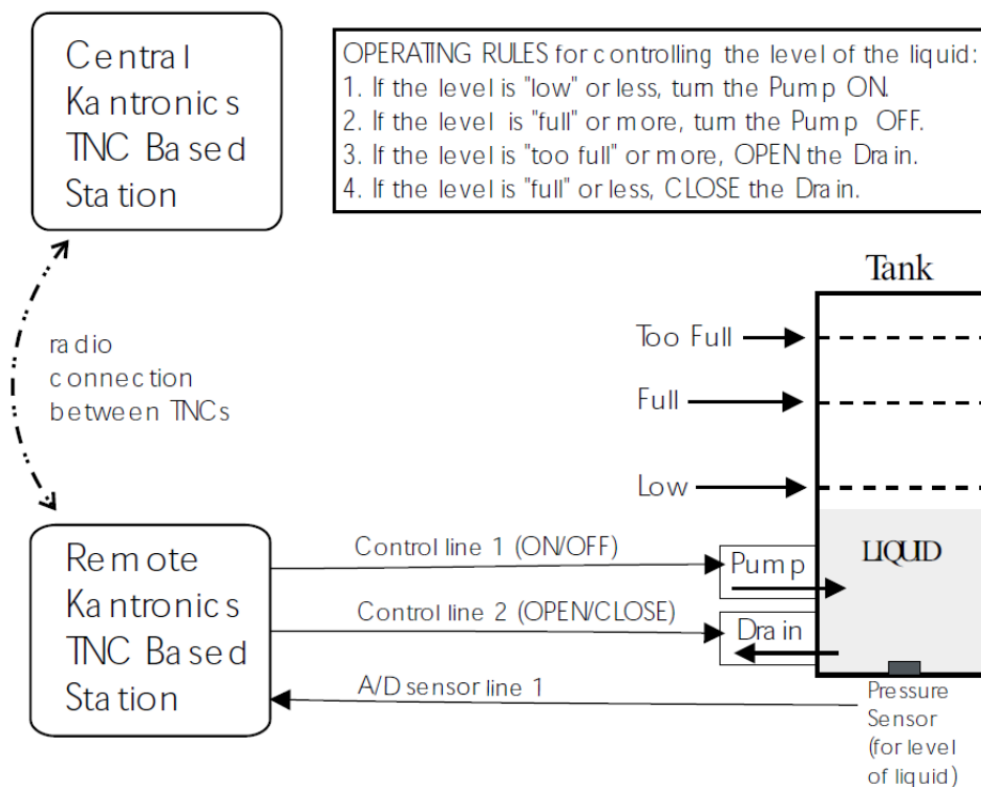 Central
Kantronics
TNC Based
Station
OPERATING RULES for controlling the level of the liquid:
1. If the level is "low" or less, turn the Pump ON.
2. If the level is "full" or more, turn the Pump OFF.
3. If the level is "too full" or more, OPEN the Drain.
4. If the level is "full" or less, CLOSE the Drain.
radio
connection
between TNCs
Tank
Too Full
Full
Low
LIQUID
Remote
Kantronics
TNC Based
Station
Control line 1 (ON/OFF)
Pump
Control line 2 (OPEN/CLOSE)
Drain
A/D sensor line 1
Pressure
Sensor
(for level
of liquid)